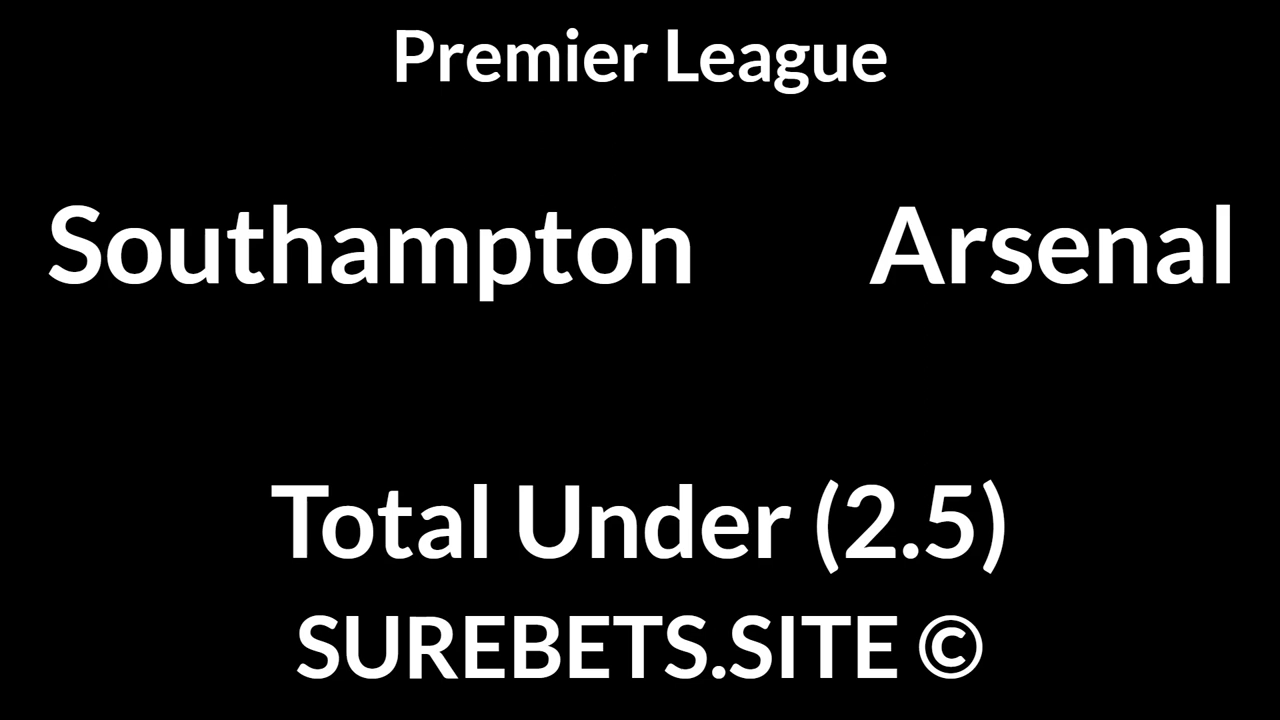 Premier League
Southampton Arsenal
Total Under (2.5)
SUREBETS.SITE ©